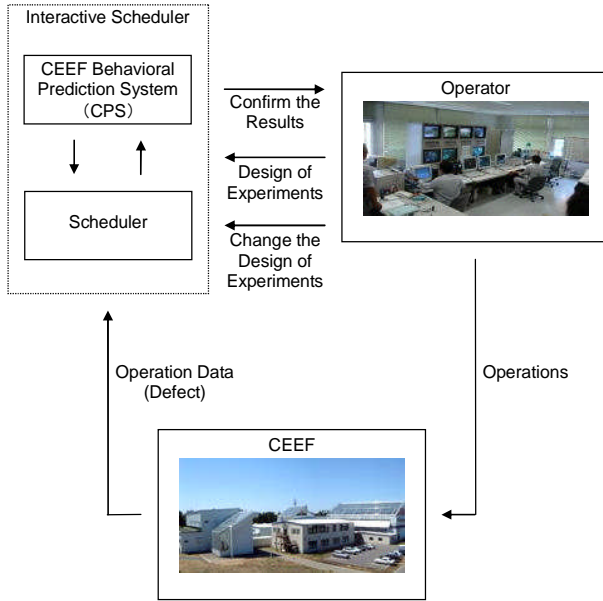 Interactive Scheduler
CEEF Behavioral
Prediction System
(CPS)
Scheduler
Confirm the
Results
Design of
Experiments
Change the
Design of
Experiments
Operator
Operation Data
(Defect)
Operations
CEEF